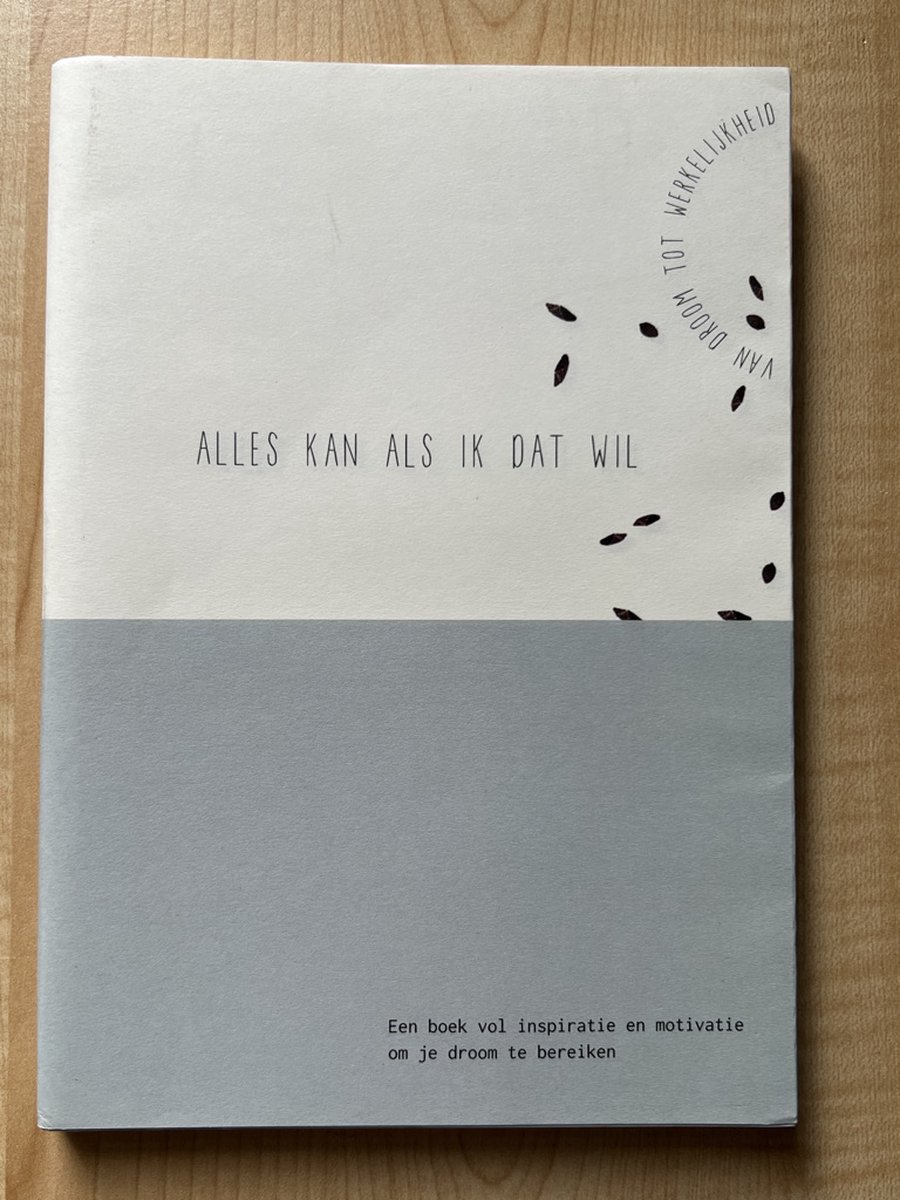 VAN DROOM TOT WERKELIJKHEID
ALLES KAN ALS IK DAT WIL
Een boek vol inspiratie en motivatie
om je droom te bereiken